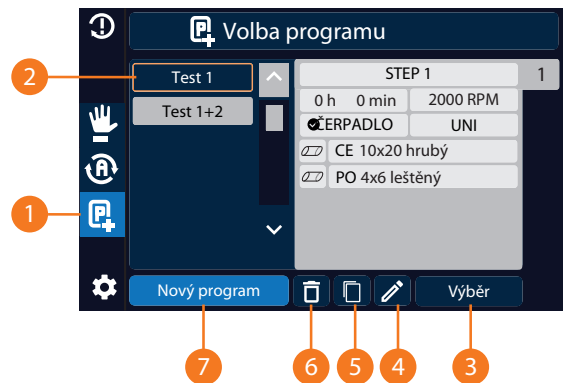 Volba programu
2
Test 1
STEP 1
1
Test 1+2
0 h 0 min
2000 RPM
ČERPADLO
UNI
CE 10x20 hrubý
PO 4x6 leštěný
A
1
P
Nový program
Výběr
7
6
5
4
3